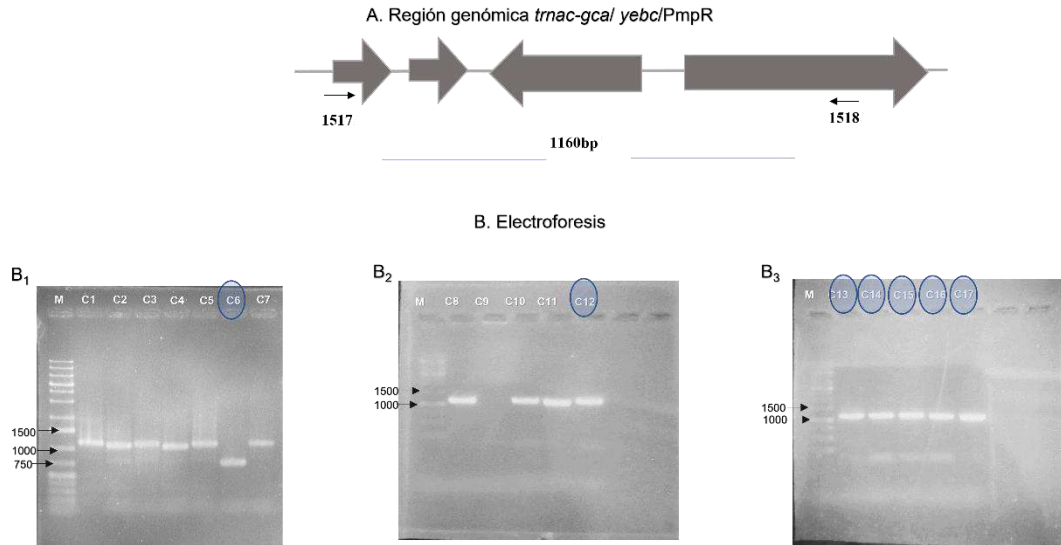 A. Región genómica trnac-gca/ yebc/PmpR
1517
1518
1160bp
B. Electroforesis
B1
M C1 C2 C3 C4 C5 C6 C7
1500
1000
750
B2
M C8 C9 C10 C11 C12
1500
1000
B3
M C13 C14 C15 C16 C17
1500
1000